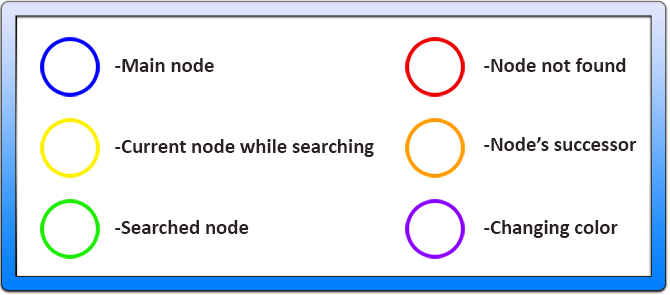 -Main node
-Node not found
-Current node while searching
-Node’s successor
-Searched node
-Changing color